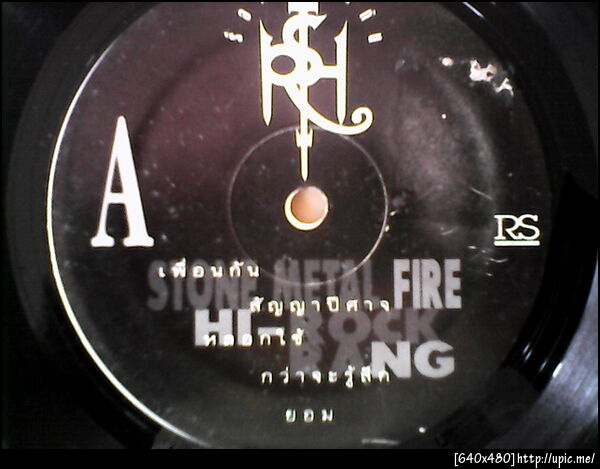 A
RS
เพื่อนกัน
STONE METAL FIRE
สัญญาปีศาจ
HI-ROCK
หลอกใช้
BANG
กว่าจะรู้สึก
ยอม
[640x480]http://upic.me/